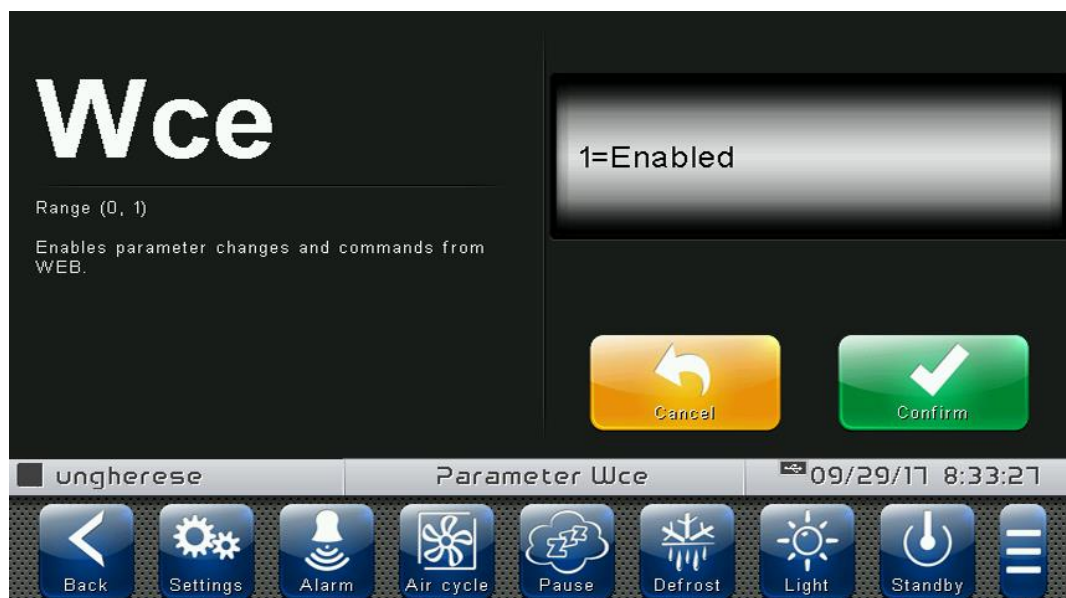 Wce
Range (0, 1)
Enables parameter changes and commands from
WEB.
1=Enabled
Cancel
Confirm
ungherese
Parameter Wce
09/29/17 8:33:27
Back
Settings
Alarm
Air cycle
Pause
Defrost
Light
Standby